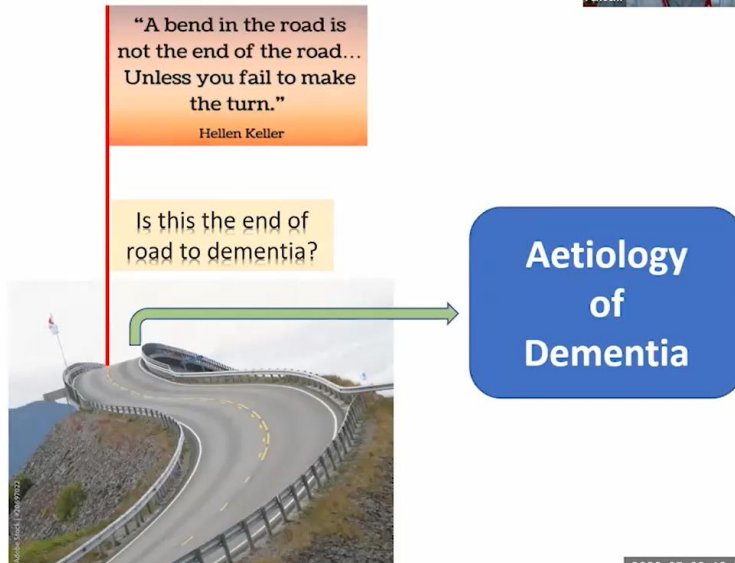 “A bend in the road is
not the end of the road…
Unless you fail to make
the turn.”
Hellen Keller
Is this the end of
road to dementia?
Aetiology
of
Dementia